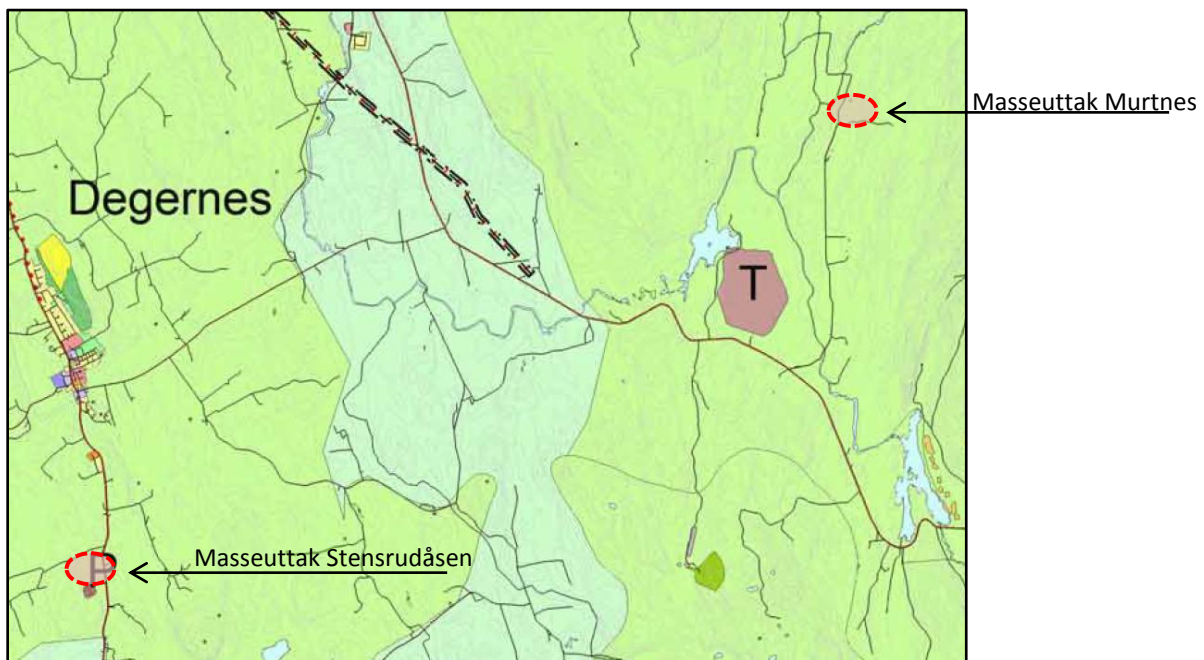 Masseuttak Murtnes
Degernes
T
Masseuttak Stensrudåsen
P